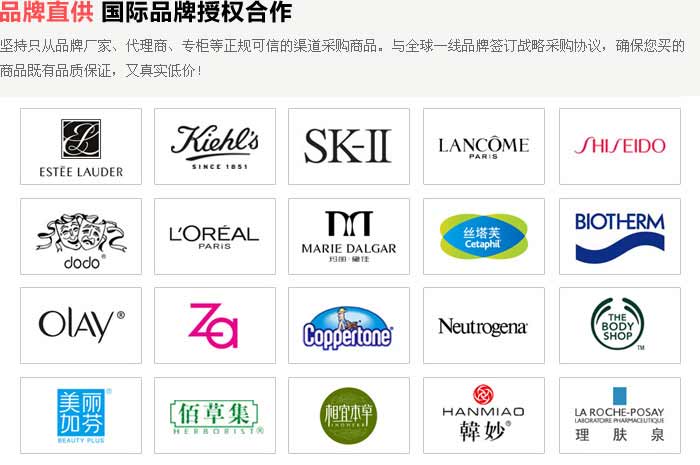 品牌直供 国际品牌授权合作
坚持只从品牌厂家、代理商、专柜等正规可信的渠道采购商品。与全球一线品牌签订战略采购协议，确保您买的
商品既有品质保证，又真实低价！
ESTĒE LAUDER
Kiehl's
SINCE 1851
SK-II
LANCÔME
PARIS
SHISEIDO
dodo®
L'ORÉAL
PARIS
MARIE DALGAR
玛丽·黛佳
丝塔芙
Cetaphil®
BIOTHERM
OLAY®
Za
Coppertone®
Neutrogena®
THE
BODY
SHOP
TM
美丽
加芬®
BEAUTY PLUS
佰草集
HERBORIST®
相宜本草
INOHERB
HANMIAO
韓妙®
LA ROCHE-POSAY
LABORATOIRE PHARMACEUTIQUE
理肤泉